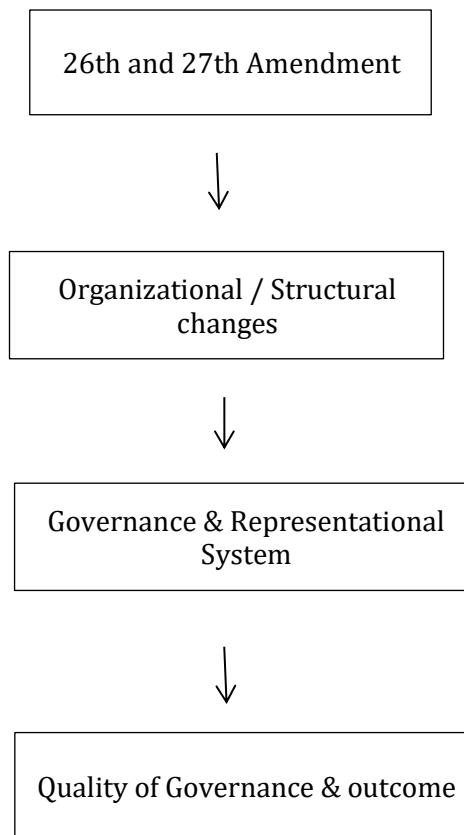 26th and 27th Amendment
Organizational / Structural
changes
Governance & Representational
System
Quality of Governance & outcome